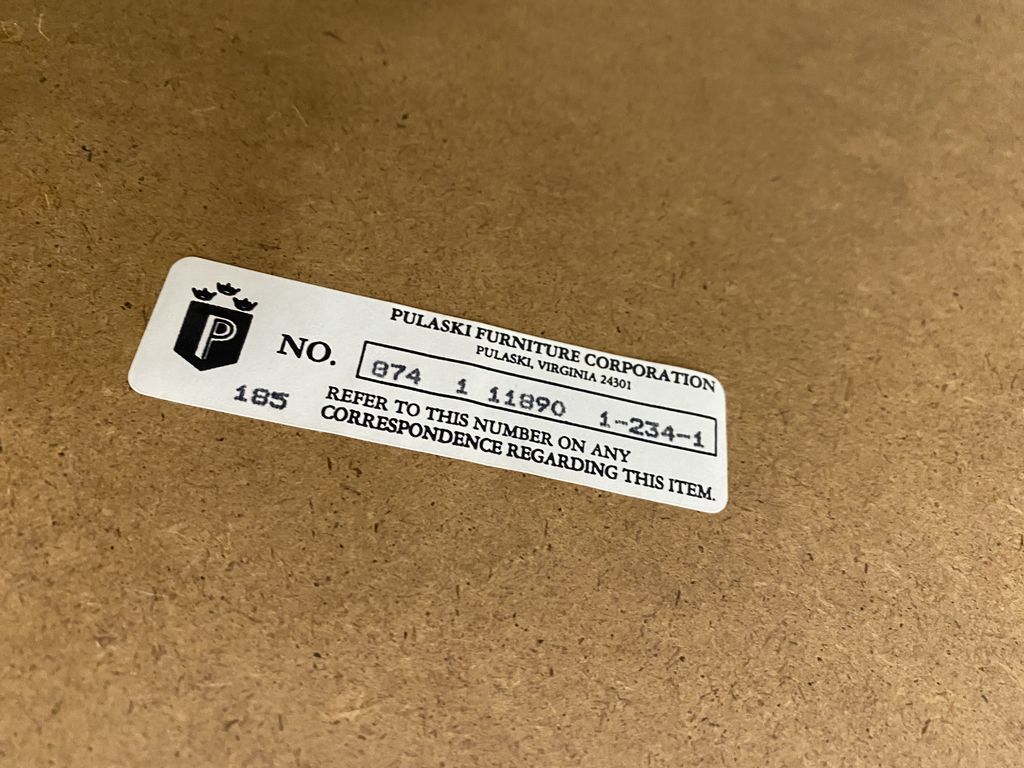 P
PULASKI FURNITURE CORPORATION
PULASKI, VIRGINIA 24301
NO. 874 1 11890 1-234-1
185 REFER TO THIS NUMBER ON ANY
CORRESPONDENCE REGARDING THIS ITEM.